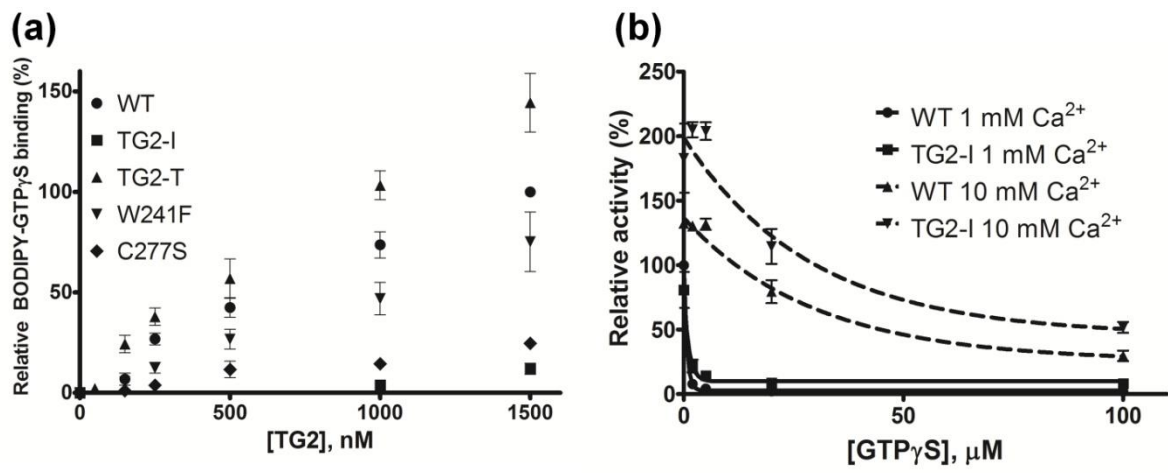 (a)
Relative BODIPY-GTPγS binding (%)
150
100
50
0
WT
TG2-I
TG2-T
W241F
C277S
0
500
1000
1500
[TG2], nM
(b)
Relative activity (%)
250
200
150
100
50
0
WT 1 mM Ca²⁺
TG2-I 1 mM Ca²⁺
WT 10 mM Ca²⁺
TG2-I 10 mM Ca²⁺
0
50
100
[GTPγS], μM